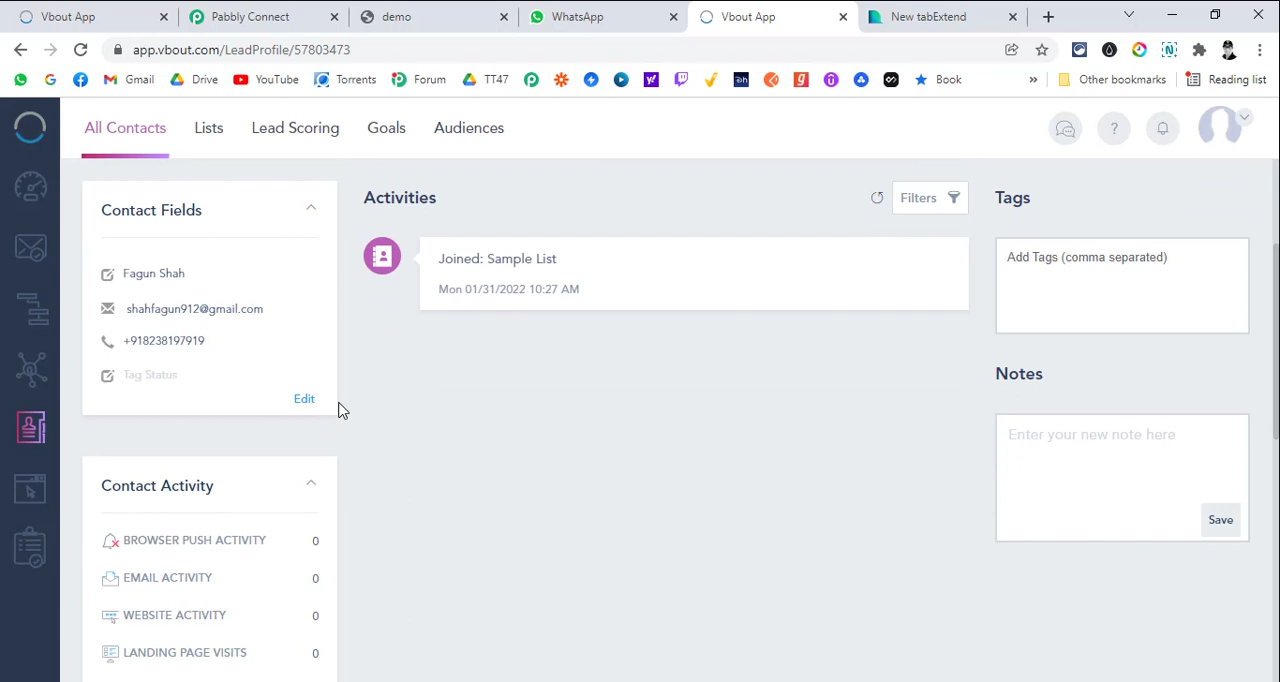 Vbout App
Pabbly Connect
demo
WhatsApp
Vbout App
New tabExtend
app.vbout.com/LeadProfile/57803473
Gmail
Drive
YouTube
Torrents
Forum
TT47
Book
»
Other bookmarks
Reading list
All Contacts
Lists
Lead Scoring
Goals
Audiences
?
Contact Fields
Fagun Shah
shahfagun912@gmail.com
+918238197919
Tag Status
Edit
Contact Activity
BROWSER PUSH ACTIVITY 0
EMAIL ACTIVITY 0
WEBSITE ACTIVITY 0
LANDING PAGE VISITS 0
Activities
Filters
Joined: Sample List
Mon 01/31/2022 10:27 AM
Tags
Add Tags (comma separated)
Notes
Enter your new note here
Save